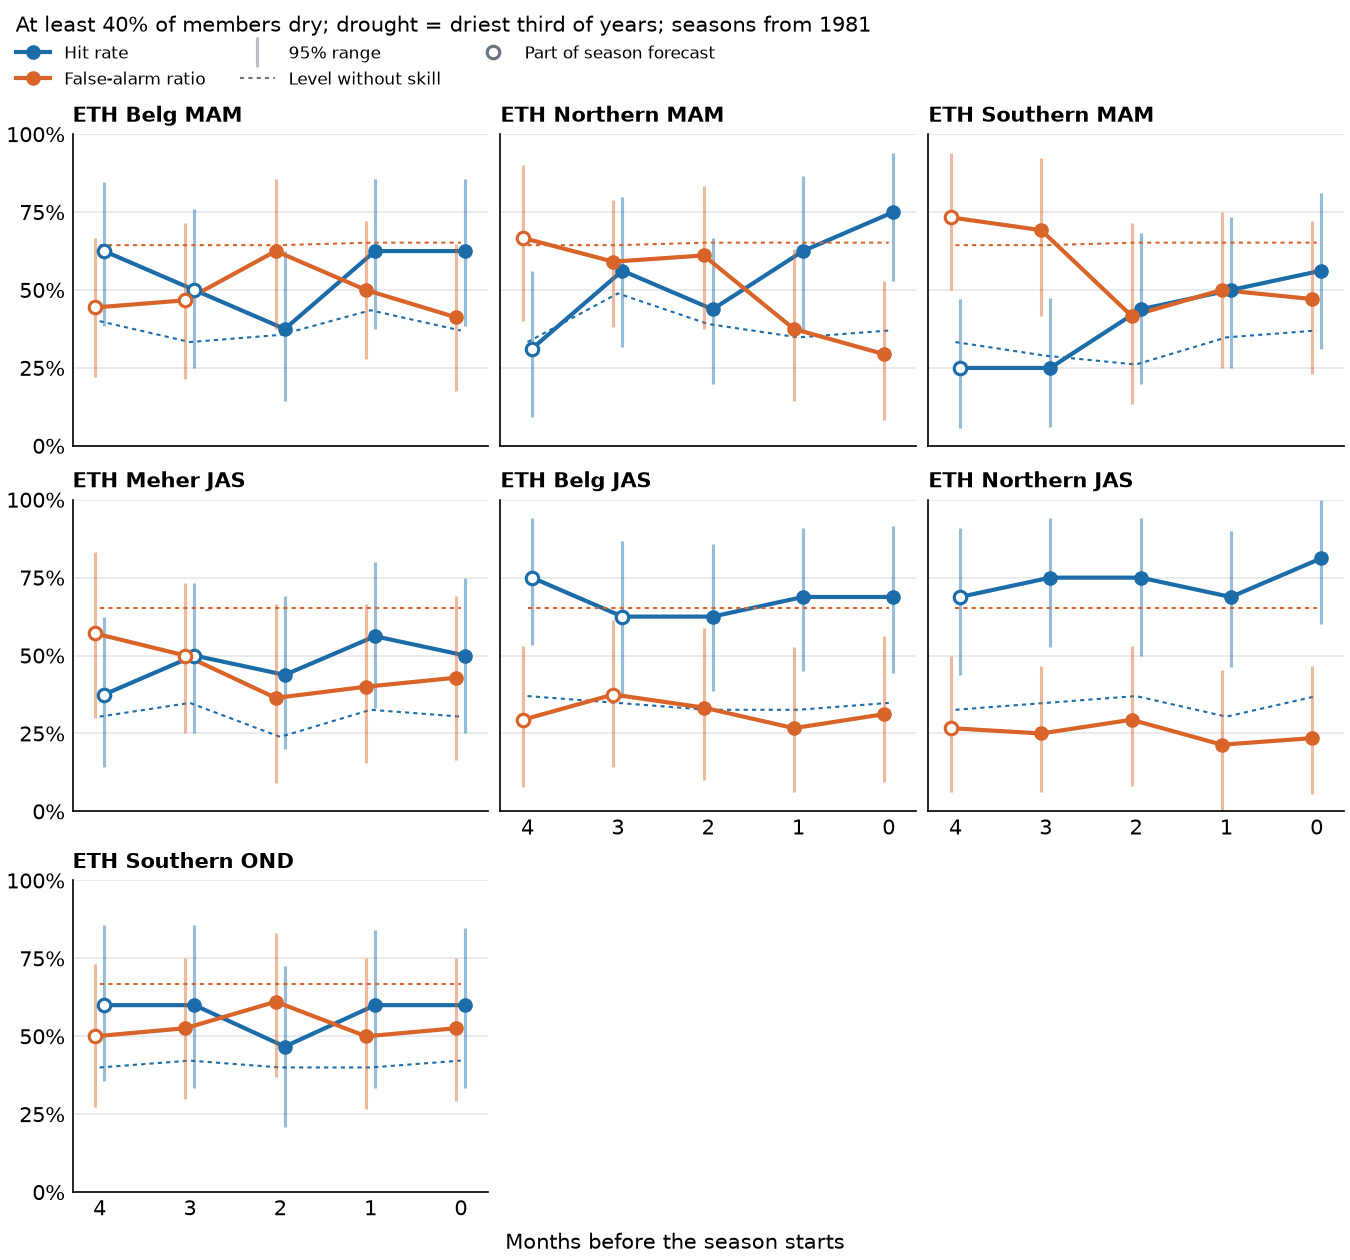 At least 40% of members dry; drought = driest third of years; seasons from 1981
Hit rate
95% range
Part of season forecast
False-alarm ratio
Level without skill
ETH Belg MAM
ETH Northern MAM
ETH Southern MAM
100%
75%
50%
25%
0%
ETH Meher JAS
ETH Belg JAS
ETH Northern JAS
100%
75%
50%
25%
0%
4 3 2 1 0
4 3 2 1 0
ETH Southern OND
100%
75%
50%
25%
0%
4 3 2 1 0
Months before the season starts